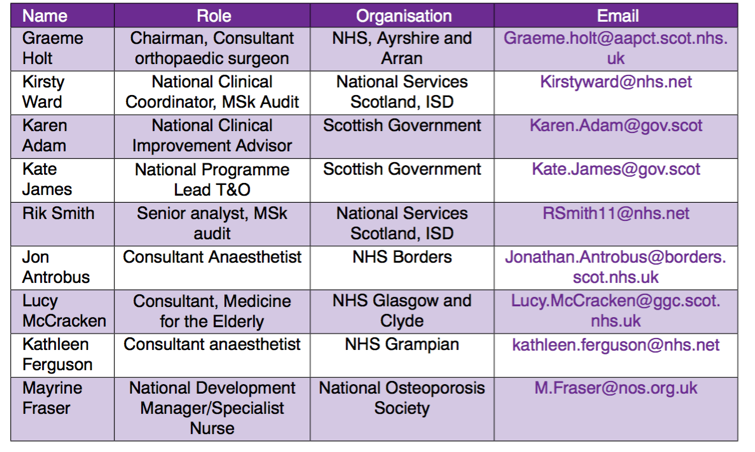 Name Role Organisation Email
Graeme Chairman, Consultant NHS, Ayrshire and Graeme.holt@aapct.scot.nhs.
Holt orthopaedic surgeon Arran uk
Kirsty National Clinical National Services Kirstyward@nhs.net
Ward Coordinator, MSk Audit Scotland, ISD
Karen National Clinical Scottish Government Karen.Adam@gov.scot
Adam Improvement Advisor
Kate National Programme Scottish Government Kate.James@gov.scot
James Lead T&O
Rik Smith Senior analyst, MSk National Services RSmith11@nhs.net
audit Scotland, ISD
Jon Consultant Anaesthetist NHS Borders Jonathan.Antrobus@borders.
Antrobus scot.nhs.uk
Lucy Consultant, Medicine NHS Glasgow and Lucy.McCracken@ggc.scot.
McCracken for the Elderly Clyde nhs.uk
Kathleen Consultant anaesthetist NHS Grampian kathleen.ferguson@nhs.net
Ferguson
Mayrine National Development National Osteoporosis M.Fraser@nos.org.uk
Fraser Manager/Specialist Society
Nurse